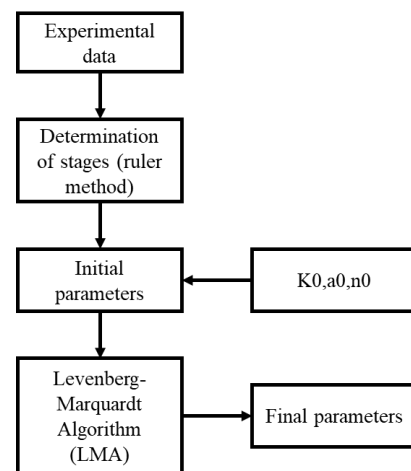 Experimental
data
Determination
of stages (ruler
method)
Initial
parameters
K0,a0,n0
Levenberg-
Marquardt
Algorithm
(LMA)
Final parameters